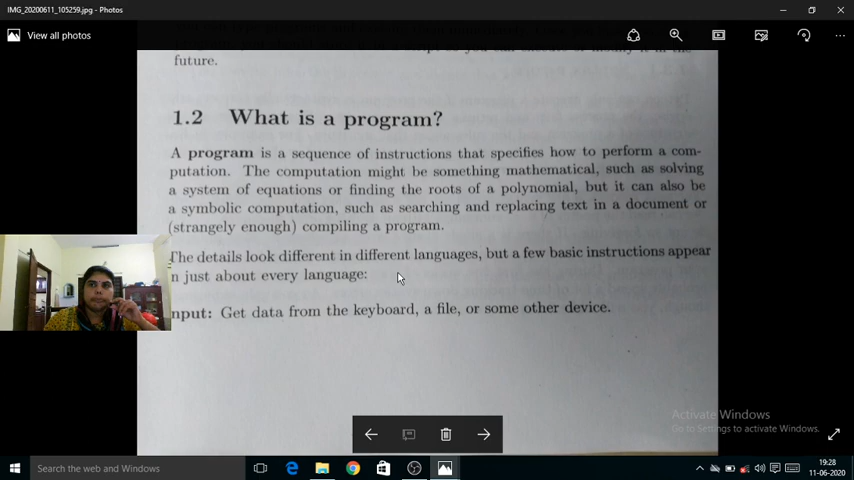 IMG_20200611_105259.jpg - Photos
View all photos
future.
1.2 What is a program?
A program is a sequence of instructions that specifies how to perform a com-
putation. The computation might be something mathematical, such as solving
a system of equations or finding the roots of a polynomial, but it can also be
a symbolic computation, such as searching and replacing text in a document or
(strangely enough) compiling a program.
The details look different in different languages, but a few basic instructions appear
n just about every language:
nput: Get data from the keyboard, a file, or some other device.
Activate Windows
Go to Settings to activate Windows.
Search the web and Windows
19:28
11-06-2020